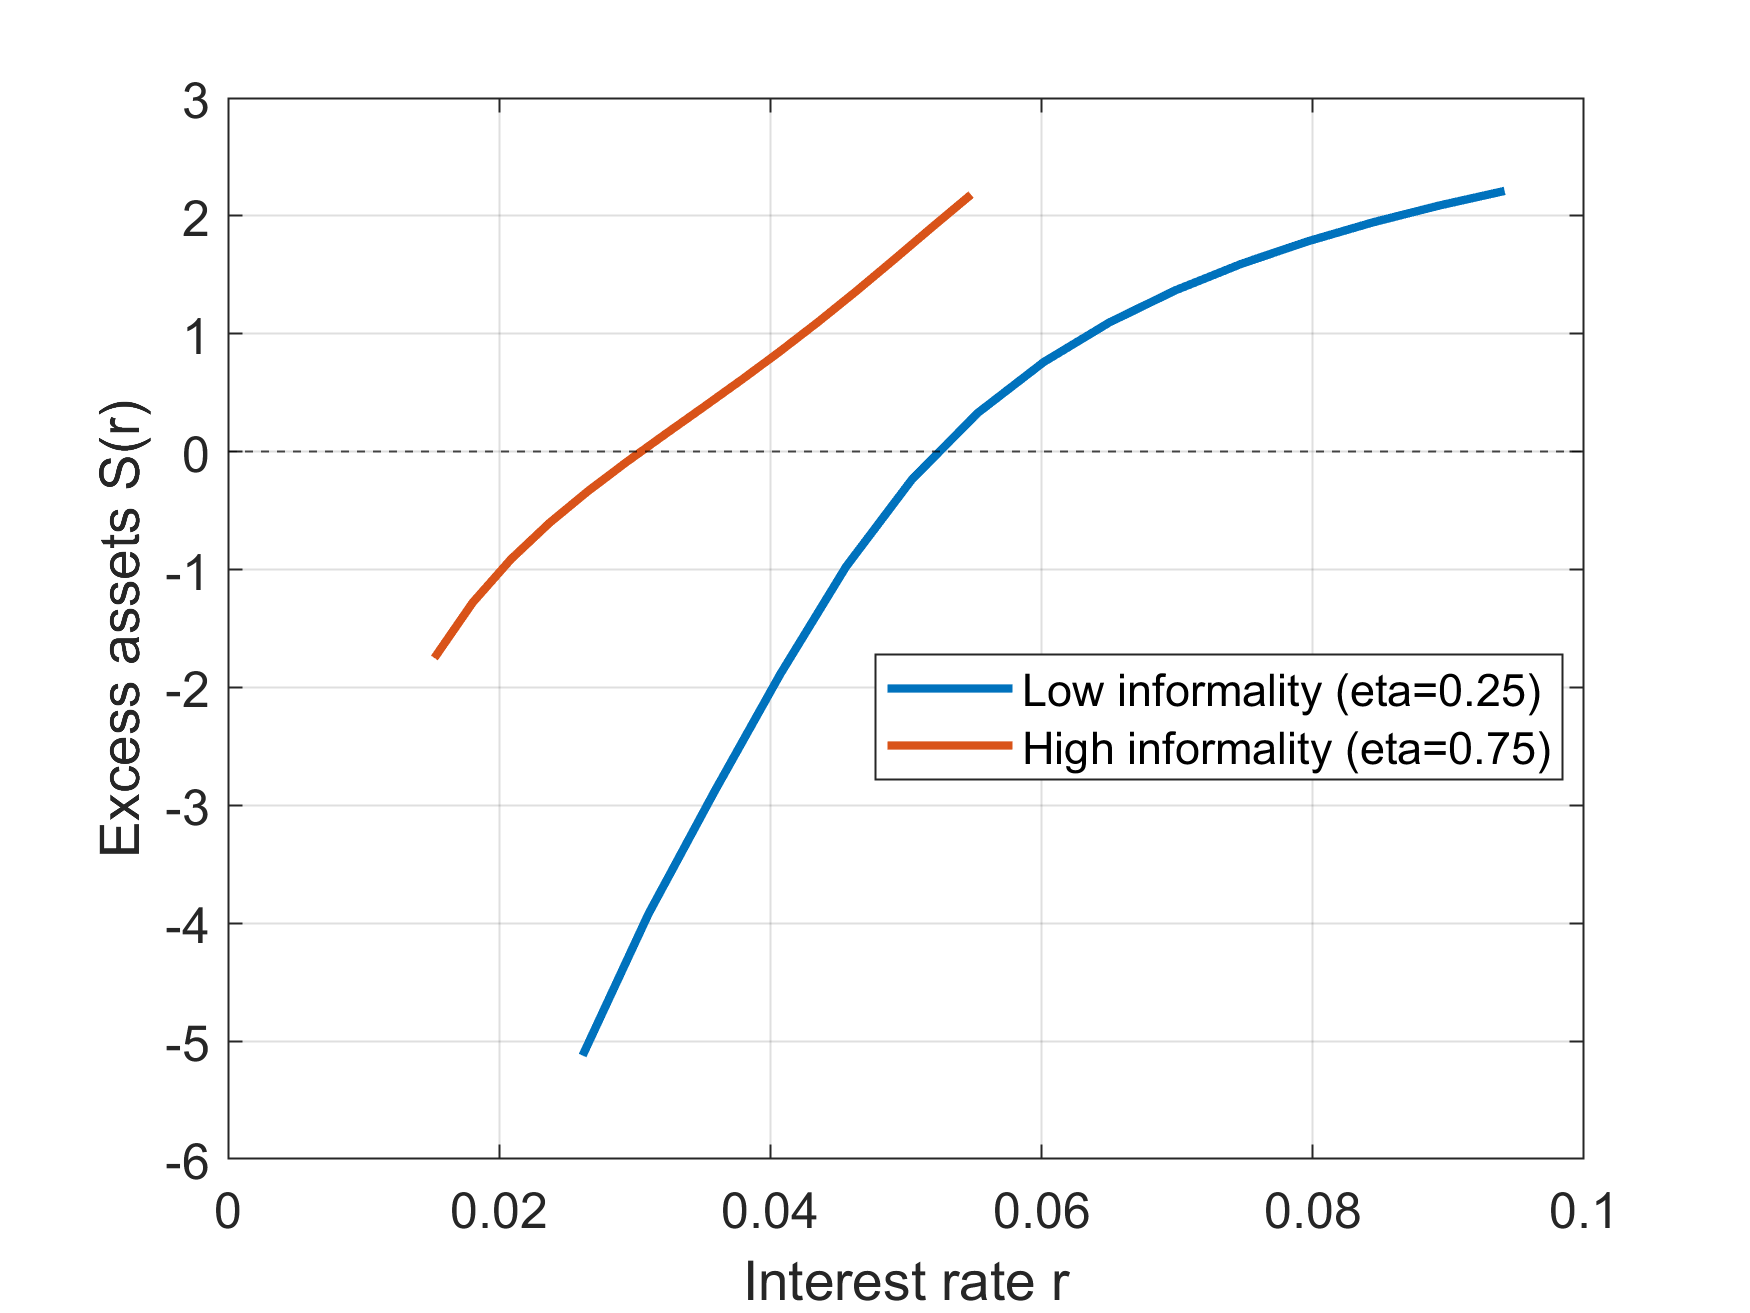 3
2
1
0
-1
-2
-3
-4
-5
-6
Excess assets S(r)
Low informality (eta=0.25)
High informality (eta=0.75)
0 0.02 0.04 0.06 0.08 0.1
Interest rate r